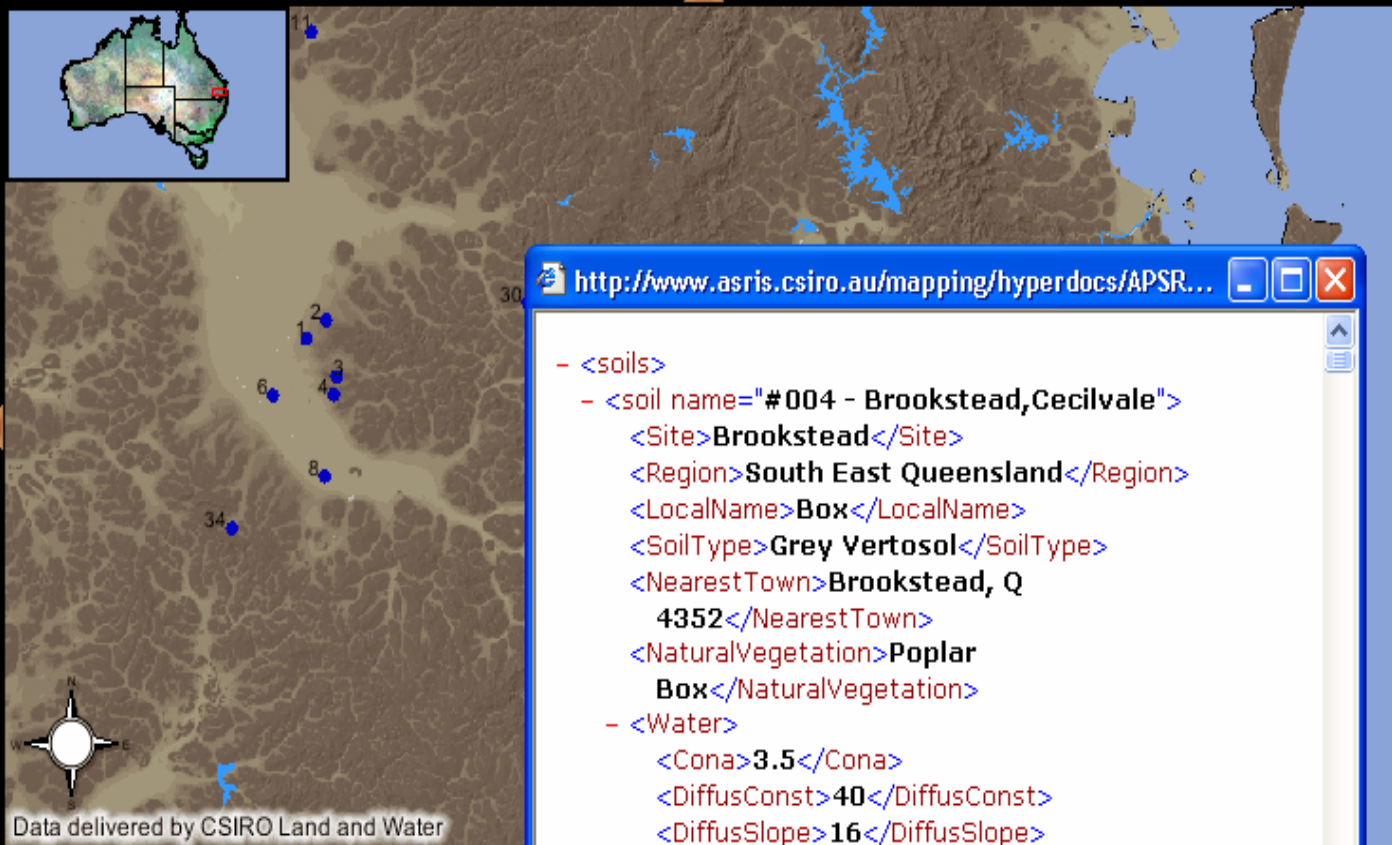 11
30
2
1
3
4
6
8
34
N
W
E
S
Data delivered by CSIRO Land and Water
http://www.asris.csiro.au/mapping/hyperdocs/APSR...
- <soils>
- <soil name="#004 - Brookstead,Cecilvale">
<Site>Brookstead</Site>
<Region>South East Queensland</Region>
<LocalName>Box</LocalName>
<SoilType>Grey Vertosol</SoilType>
<NearestTown>Brookstead, Q
4352</NearestTown>
<NaturalVegetation>Poplar
Box</NaturalVegetation>
- <Water>
<Cona>3.5</Cona>
<DiffusConst>40</DiffusConst>
<DiffusSlope>16</DiffusSlope>